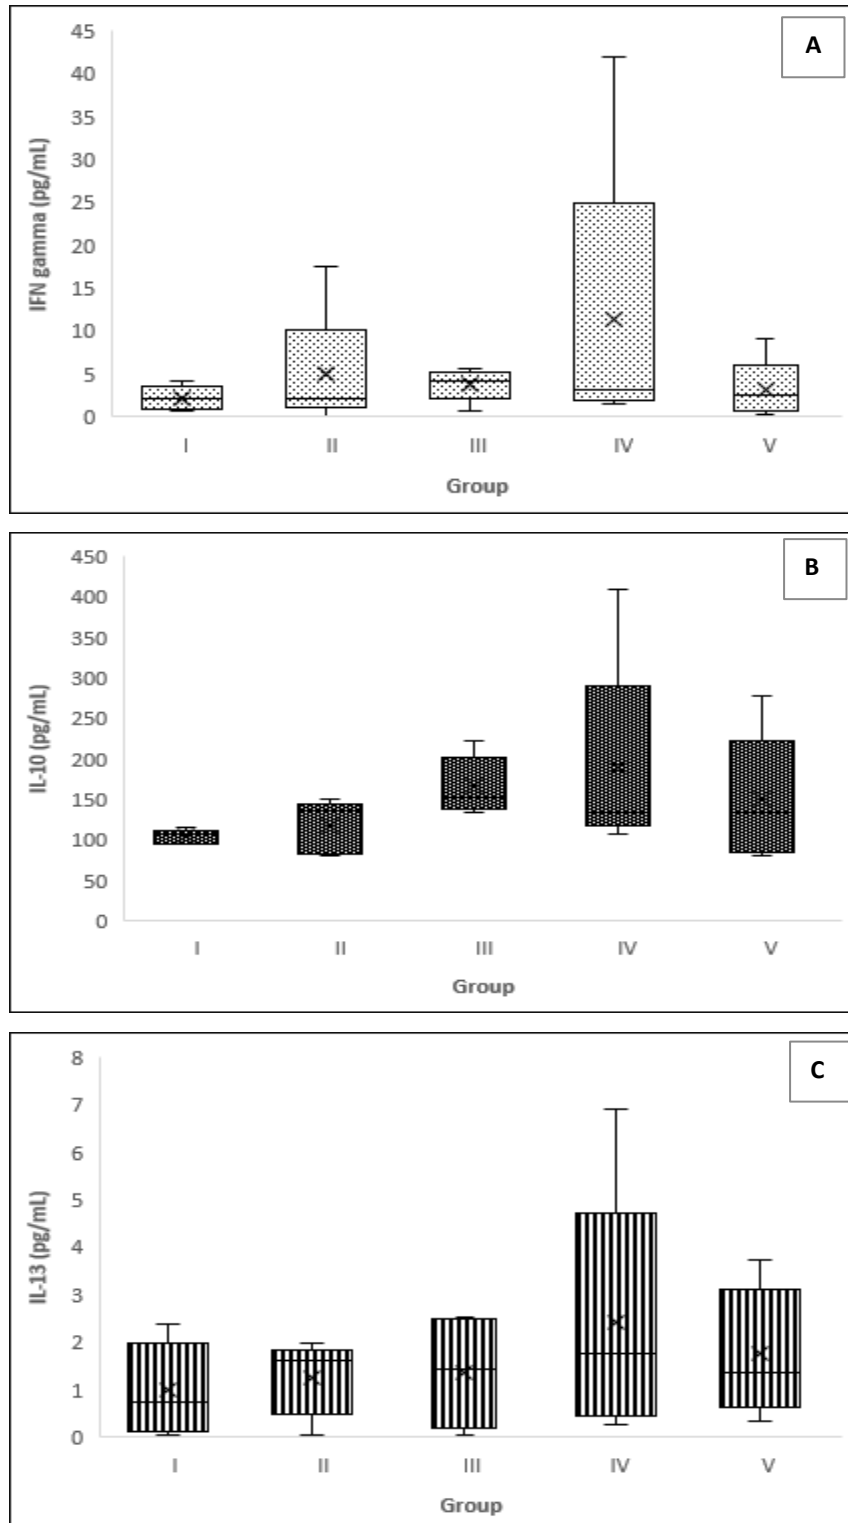 A
IFN gamma (pg/mL)
45
40
35
30
25
20
15
10
5
0
I II III IV V
Group
B
IL-10 (pg/mL)
450
400
350
300
250
200
150
100
50
0
I II III IV V
Group
C
IL-13 (pg/mL)
8
7
6
5
4
3
2
1
0
I II III IV V
Group